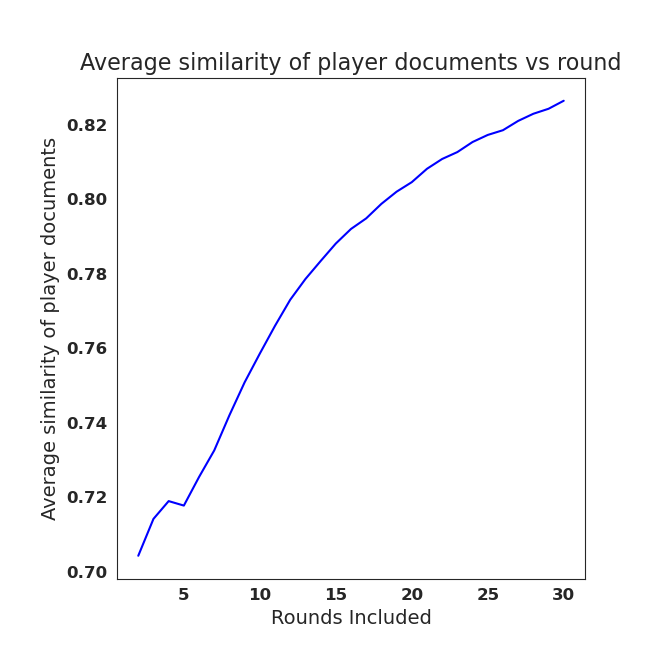 Average similarity of player documents vs round
Average similarity of player documents
0.82
0.80
0.78
0.76
0.74
0.72
0.70
5 10 15 20 25 30
Rounds Included